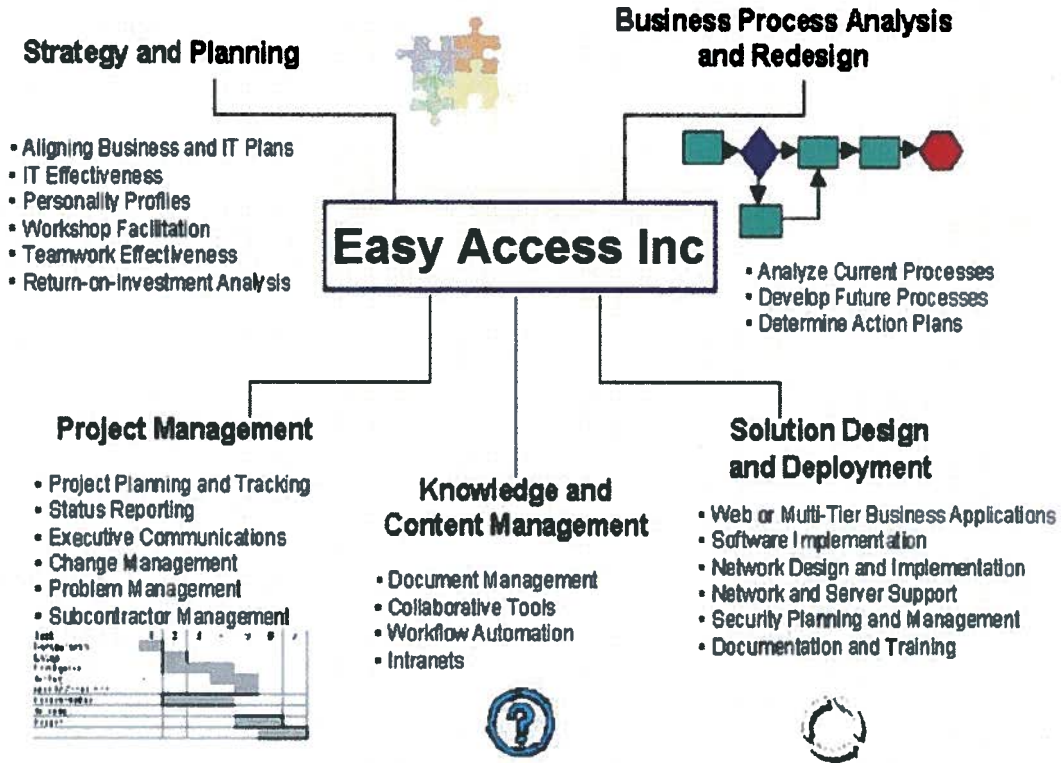 Strategy and Planning
• Aligning Business and IT Plans
• IT Effectiveness
• Personality Profiles
• Workshop Facilitation
• Teamwork Effectiveness
• Return-on-Investment Analysis
Business Process Analysis
and Redesign
• Analyze Current Processes
• Develop Future Processes
• Determine Action Plans
Easy Access Inc
Project Management
• Project Planning and Tracking
• Status Reporting
• Executive Communications
• Change Management
• Problem Management
• Subcontractor Management
Knowledge and
Content Management
• Document Management
• Collaborative Tools
• Workflow Automation
• Intranets
?
Solution Design
and Deployment
• Web or Multi-Tier Business Applications
• Software Implementation
• Network Design and Implementation
• Network and Server Support
• Security Planning and Management
• Documentation and Training